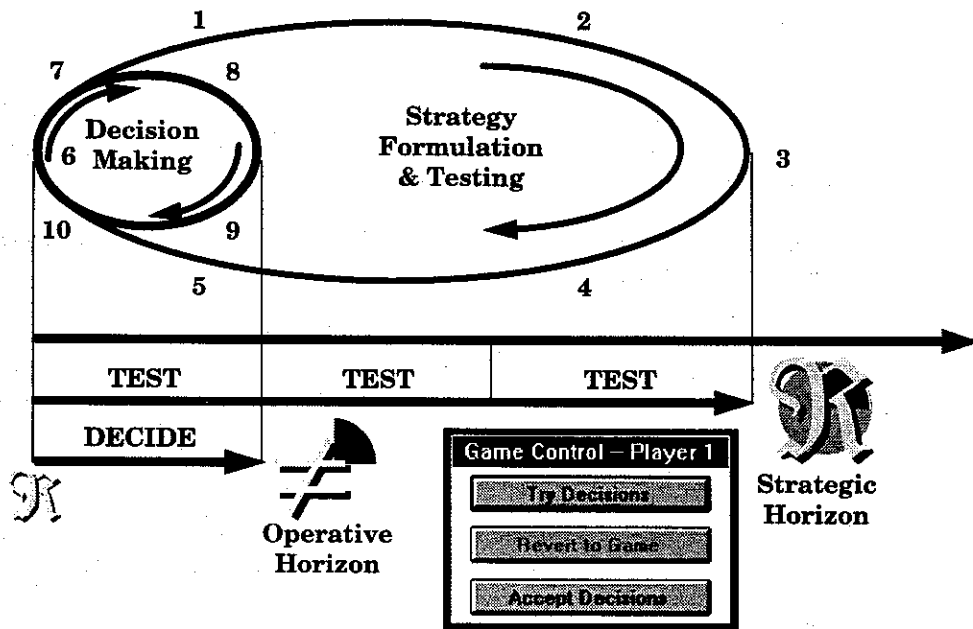 1
2
7
8
Decision
Making
Strategy
Formulation
& Testing
6
3
10
9
5
4
TEST
TEST
TEST
DECIDE
Operative
Horizon
Game Control – Player 1
Try Decisions
Revert to Game
Accept Decisions
Strategic
Horizon